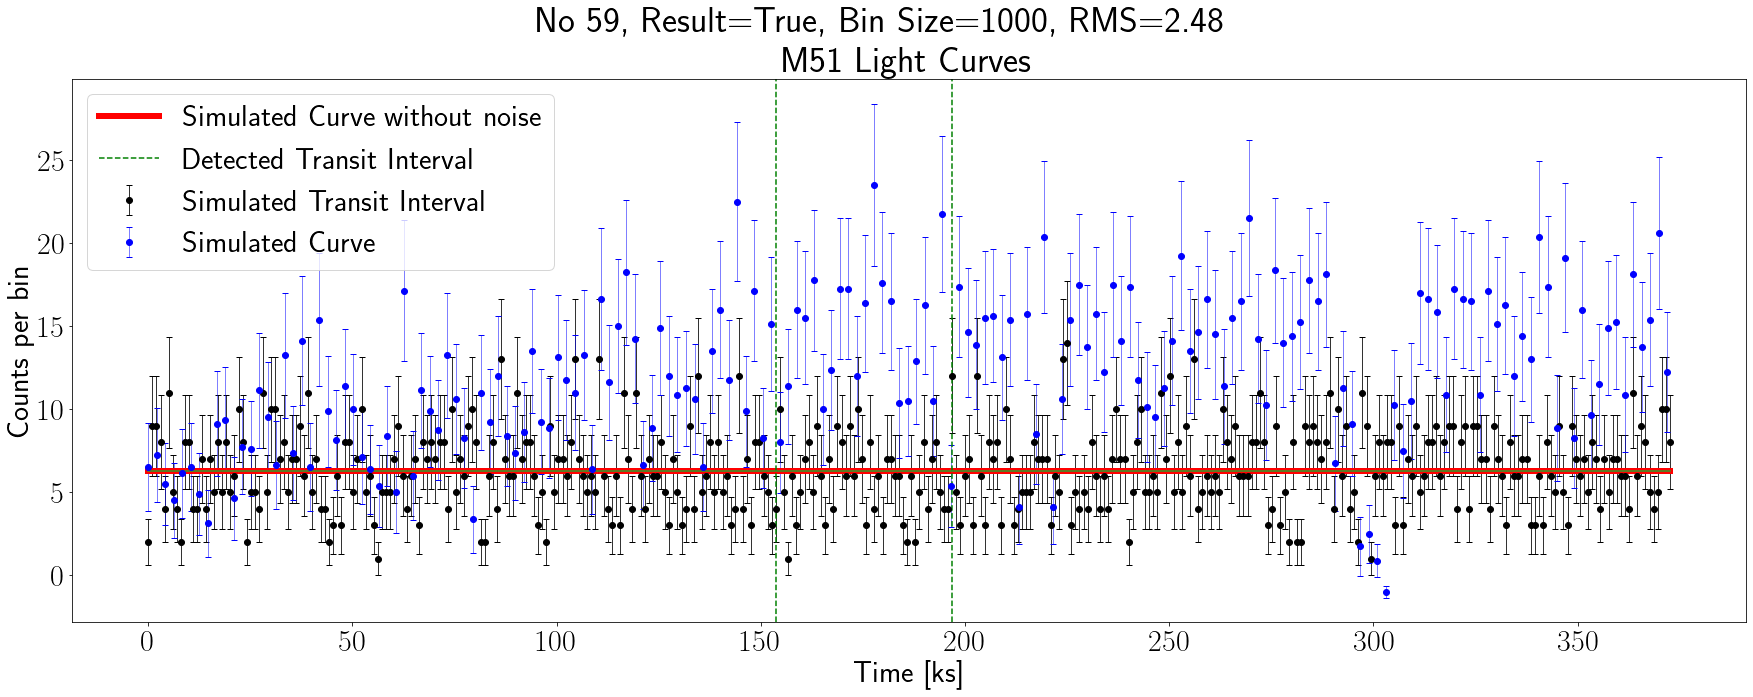 No 59, Result=True, Bin Size=1000, RMS=2.48
M51 Light Curves
Simulated Curve without noise
Detected Transit Interval
Simulated Transit Interval
Simulated Curve
Counts per bin
25
20
15
10
5
0
0 50 100 150 200 250 300 350
Time [ks]